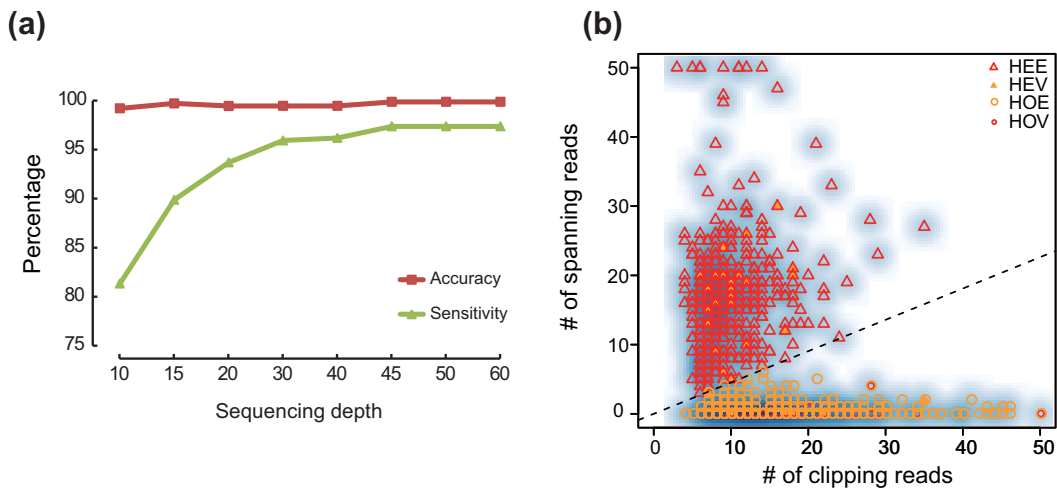 (a)
100
95
90
85
80
75
Percentage
Accuracy
Sensitivity
10 15 20 30 40 45 50 60
Sequencing depth
(b)
50
40
30
20
10
0
# of spanning reads
HEE
HEV
HOE
HOV
0 10 20 30 40 50
# of clipping reads